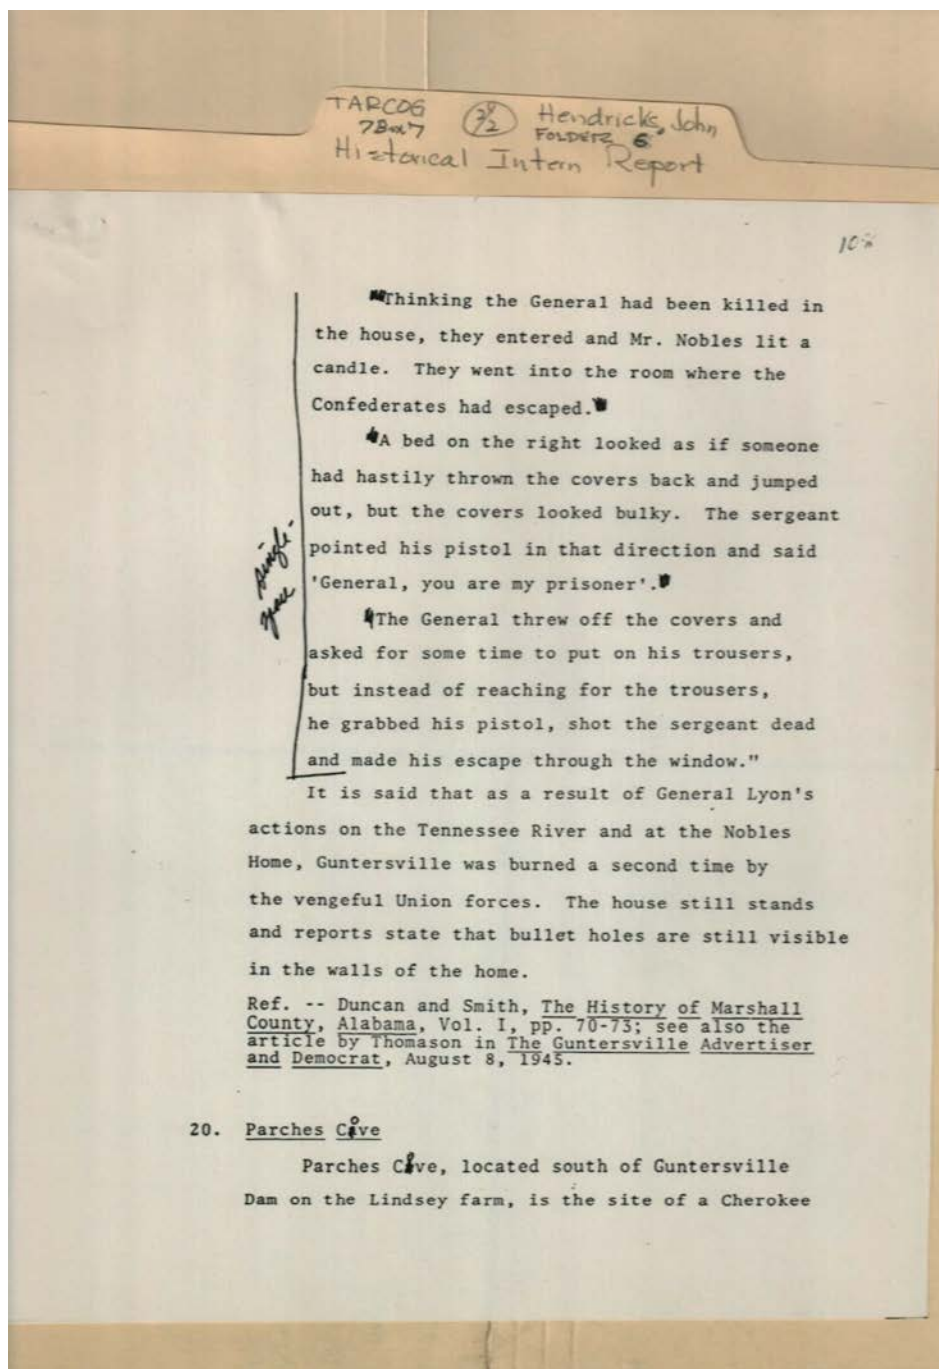 TARCOG Hendricks, John
FOLDER 6
Historical Intern Report
"Thinking the General had been killed in
the house, they entered and Mr. Nobles lit a
candle. They went into the room where the
Confederates had escaped."
"A bed on the right looked as if someone
had hastily thrown the covers back and jumped
out, but the covers looked bulky. The sergeant
pointed his pistol in that direction and said
'General, you are my prisoner'."
single-
space
"The General threw off the covers and
asked for some time to put on his trousers,
but instead of reaching for the trousers,
he grabbed his pistol, shot the sergeant dead
and made his escape through the window."
It is said that as a result of General Lyon's
actions on the Tennessee River and at the Nobles
Home, Guntersville was burned a second time by
the vengeful Union forces. The house still stands
and reports state that bullet holes are still visible
in the walls of the home.
Ref. -- Duncan and Smith, The History of Marshall
County, Alabama, Vol. I, pp. 70-73; see also the
article by Thomason in The Guntersville Advertiser
and Democrat, August 8, 1945.
20. Parches Cove
Parches Cove, located south of Guntersville
Dam on the Lindsey farm, is the site of a Cherokee